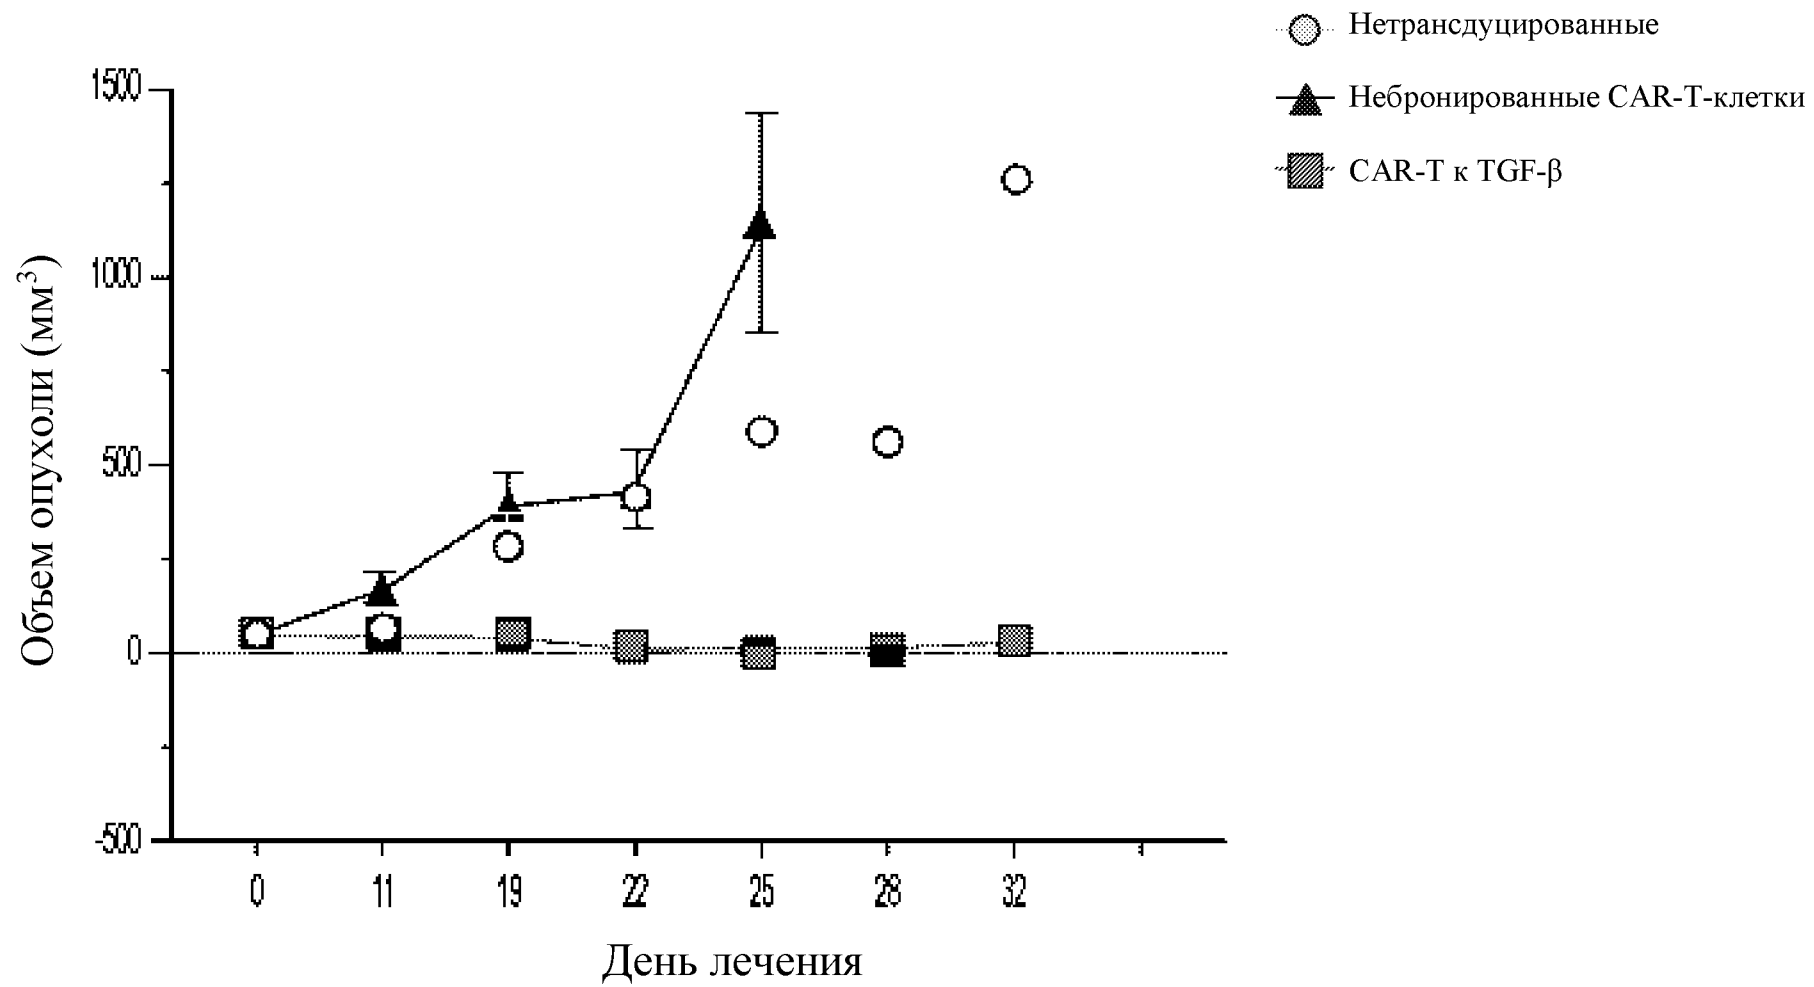 Нетрансдуцированные
Небронированные CAR-T-клетки
CAR-T к TGF-β
Объем опухоли (мм³)
1500
1000
500
0
-500
0 11 19 22 25 28 32
День лечения